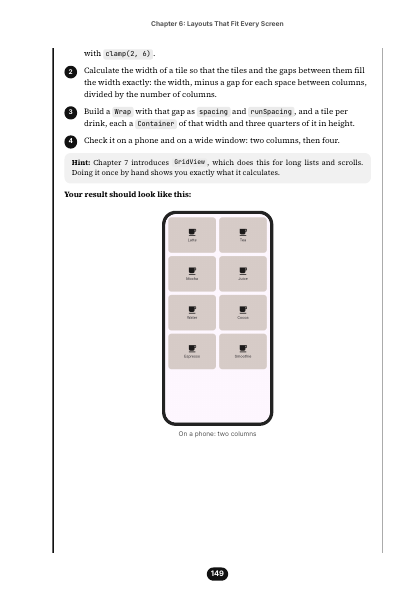 Chapter 6: Layouts That Fit Every Screen
with clamp(2, 6).
2 Calculate the width of a tile so that the tiles and the gaps between them fill
the width exactly: the width, minus a gap for each space between columns,
divided by the number of columns.
3 Build a Wrap with that gap as spacing and runSpacing, and a tile per
drink, each a Container of that width and three quarters of it in height.
4 Check it on a phone and on a wide window: two columns, then four.
Hint: Chapter 7 introduces GridView, which does this for long lists and scrolls.
Doing it once by hand shows you exactly what it calculates.
Your result should look like this:
Latte Tea
Mocha Juice
Water Cocoa
Espresso Smoothie
On a phone: two columns
149